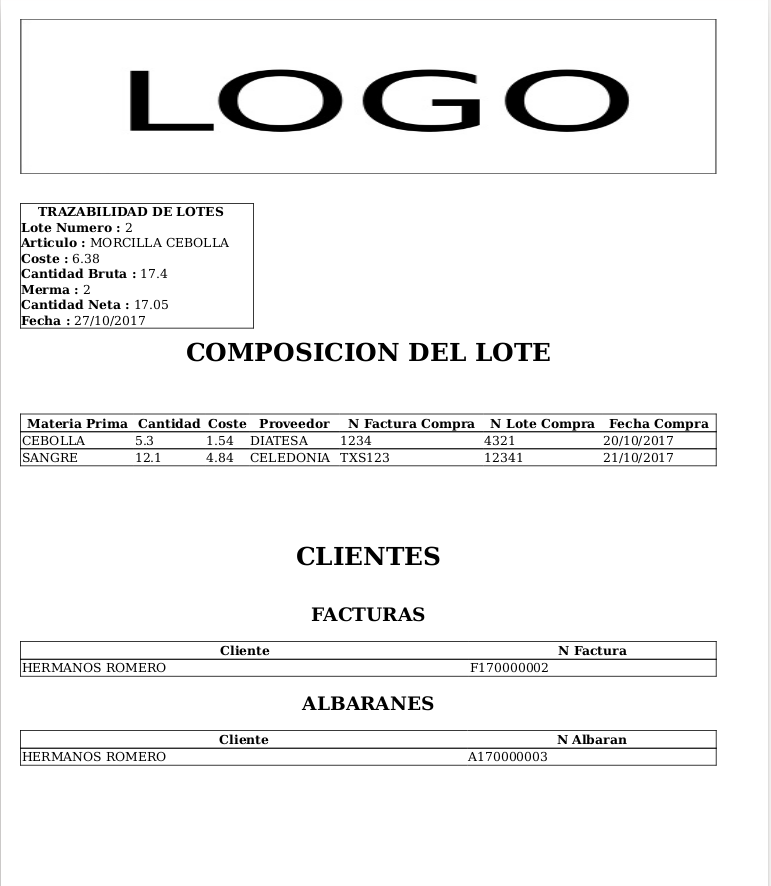 LOGO
TRAZABILIDAD DE LOTES
Lote Numero : 2
Articulo : MORCILLA CEBOLLA
Coste : 6.38
Cantidad Bruta : 17.4
Merma : 2
Cantidad Neta : 17.05
Fecha : 27/10/2017
COMPOSICION DEL LOTE
Materia Prima Cantidad Coste Proveedor N Factura Compra N Lote Compra Fecha Compra
CEBOLLA 5.3 1.54 DIATESA 1234 4321 20/10/2017
SANGRE 12.1 4.84 CELEDONIA TXS123 12341 21/10/2017
CLIENTES
FACTURAS
Cliente N Factura
HERMANOS ROMERO F170000002
ALBARANES
Cliente N Albaran
HERMANOS ROMERO A170000003